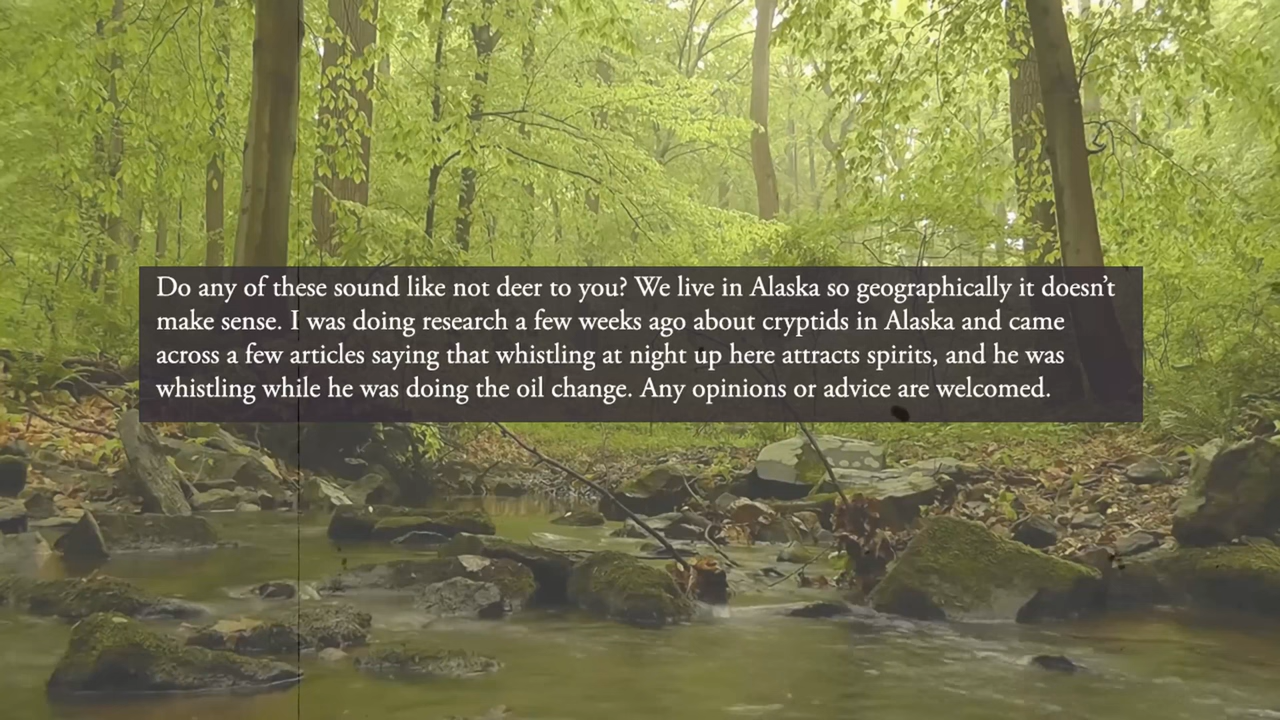 Do any of these sound like not deer to you? We live in Alaska so geographically it doesn’t
make sense. I was doing research a few weeks ago about cryptids in Alaska and came
across a few articles saying that whistling at night up here attracts spirits, and he was
whistling while he was doing the oil change. Any opinions or advice are welcomed.